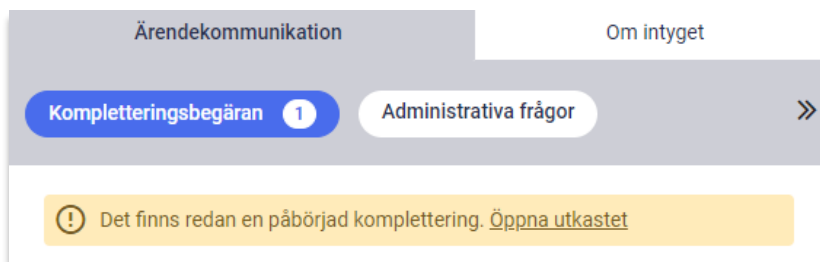 Ärendekommunikation
Om intyget
Kompletteringsbegäran 1
Administrativa frågor
Det finns redan en påbörjad komplettering. Öppna utkastet